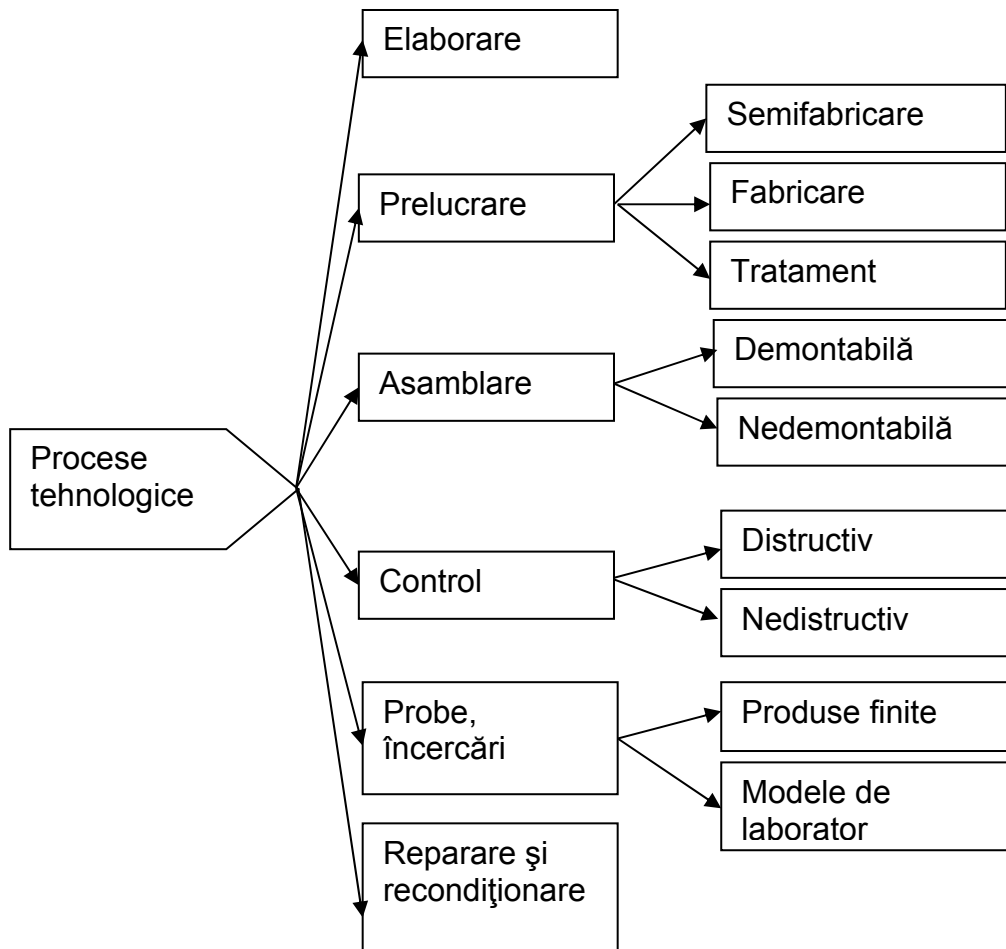 Elaborare
Semifabricare
Prelucrare
Fabricare
Tratament
Demontabilă
Asamblare
Nedemontabilă
Procese
tehnologice
Distructiv
Control
Nedistructiv
Probe,
încercări
Produse finite
Modele de
laborator
Reparare şi
recondiţionare